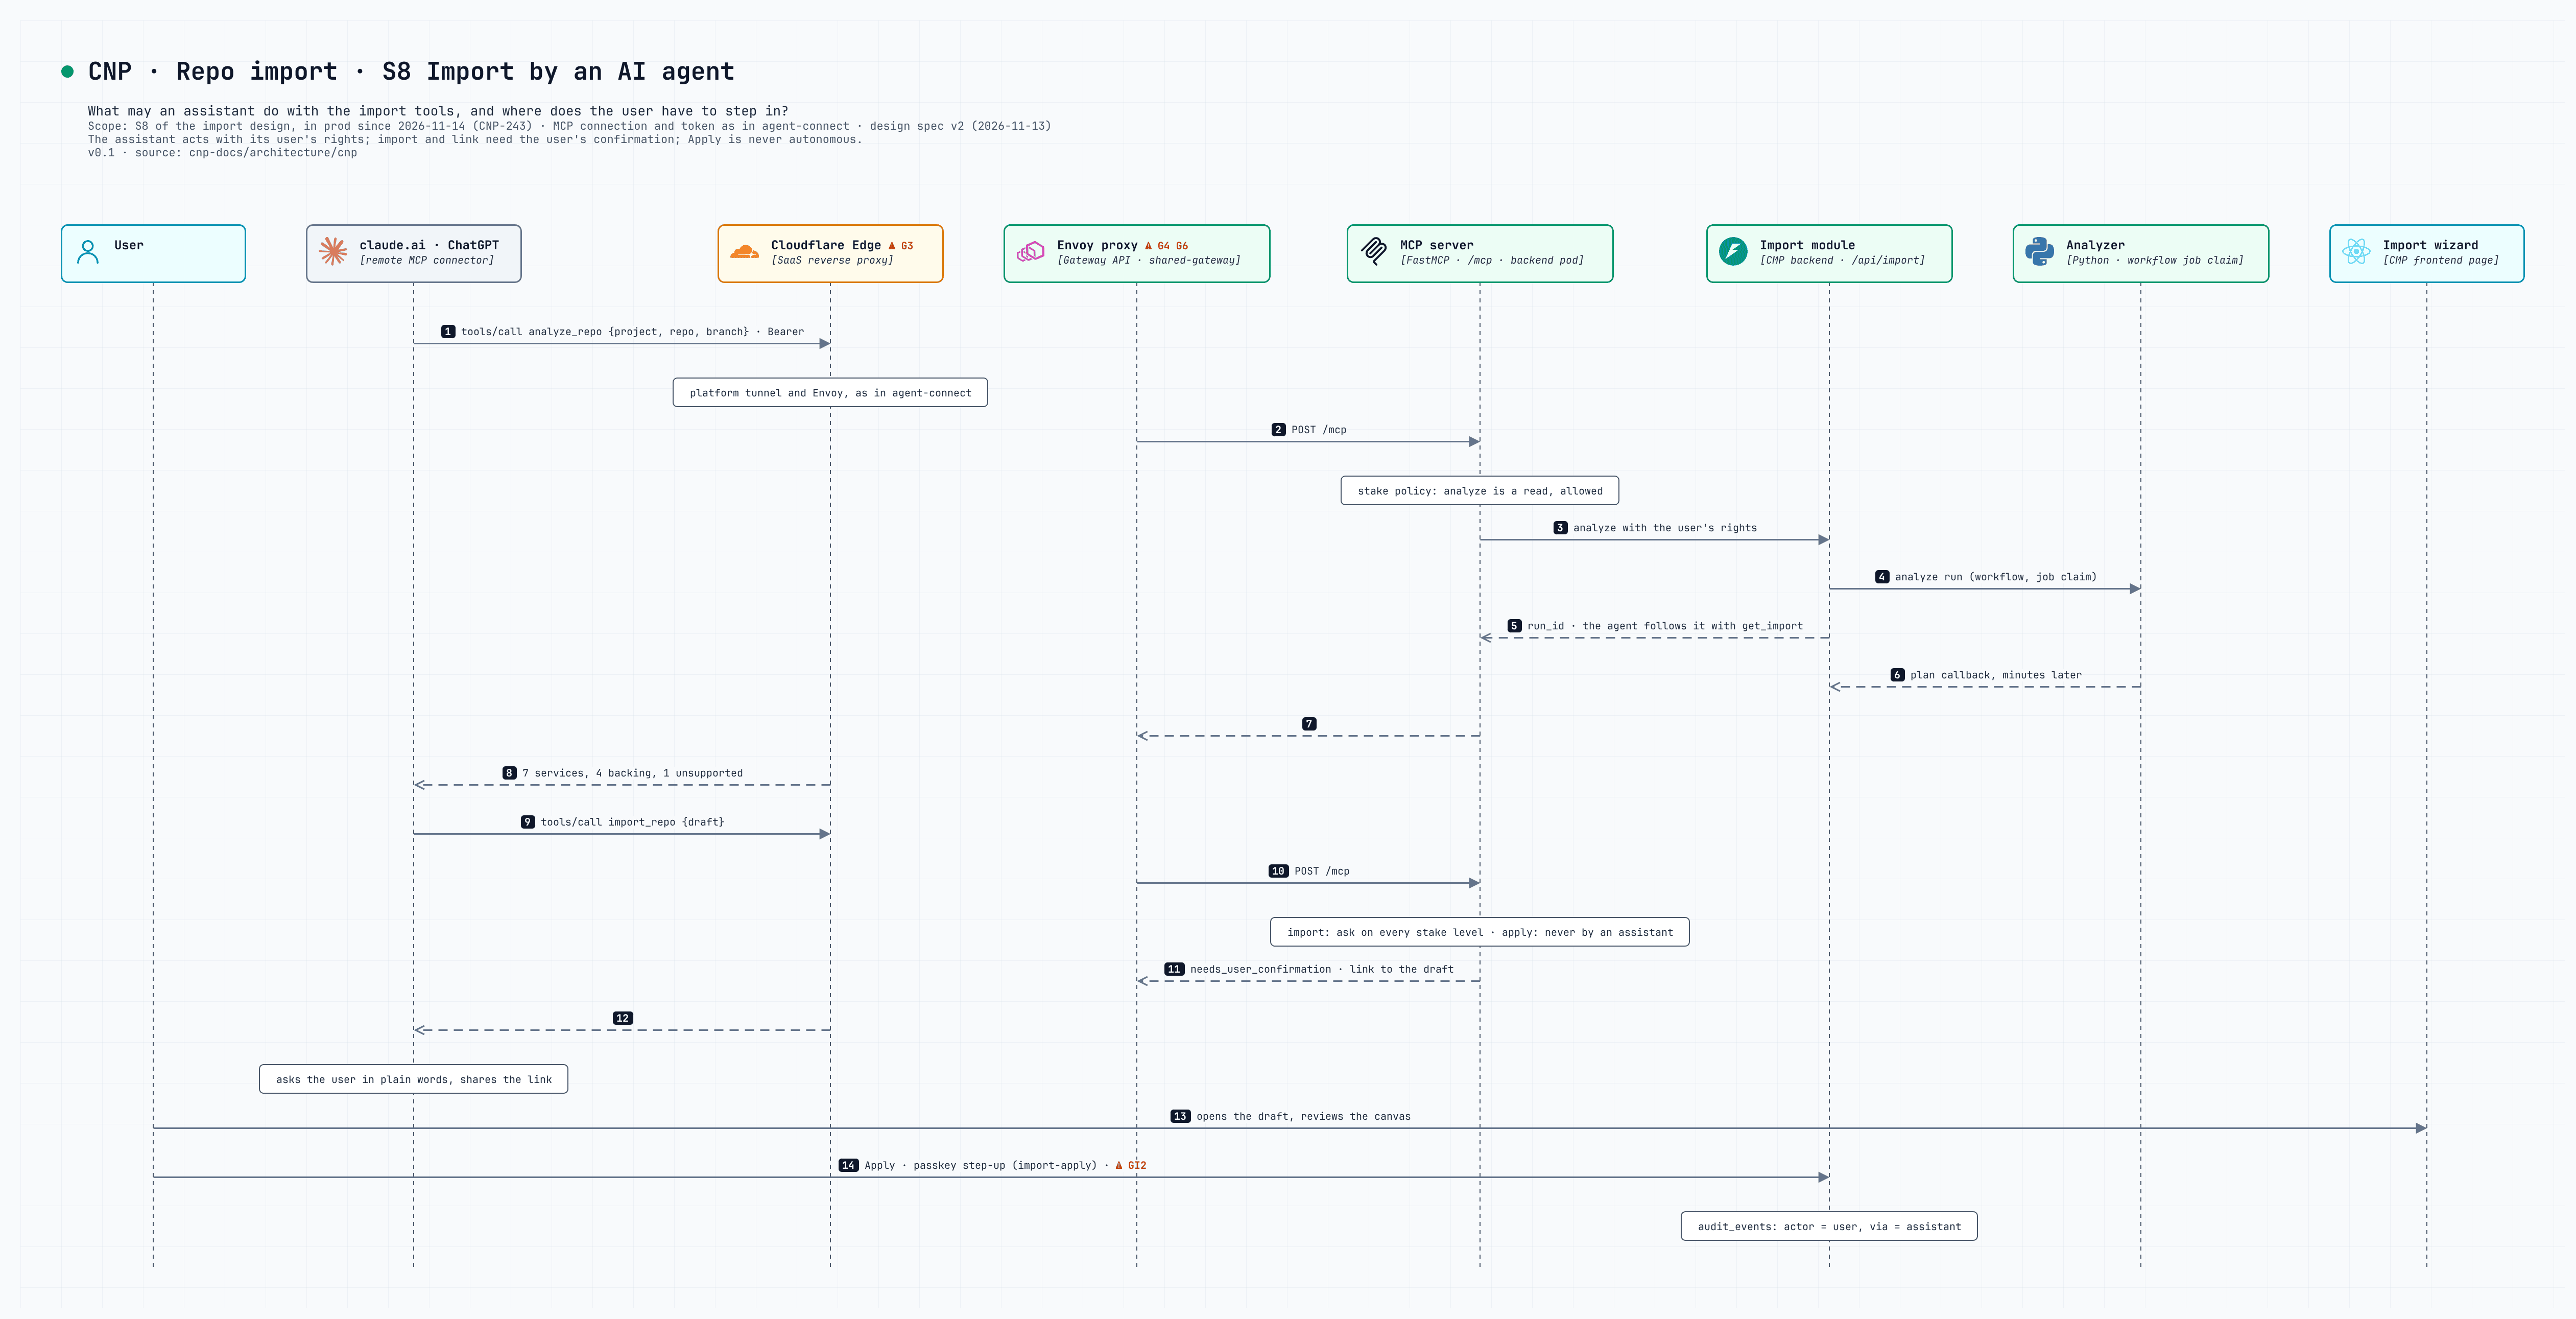 CNP · Repo import · S8 Import by an AI agent
What may an assistant do with the import tools, and where does the user have to step in?
Scope: S8 of the import design, in prod since 2026-11-14 (CNP-243) · MCP connection and token as in agent-connect · design spec v2 (2026-11-13)
The assistant acts with its user's rights; import and link need the user's confirmation; Apply is never autonomous.
v0.1 · source: cnp-docs/architecture/cnp
User
claude.ai · ChatGPT
[remote MCP connector]
Cloudflare Edge ⚠ G3
[SaaS reverse proxy]
Envoy proxy ⚠ G4 G6
[Gateway API · shared-gateway]
MCP server
[FastMCP · /mcp · backend pod]
Import module
[CMP backend · /api/import]
Analyzer
[Python · workflow job claim]
Import wizard
[CMP frontend page]
1 tools/call analyze_repo {project, repo, branch} · Bearer
platform tunnel and Envoy, as in agent-connect
2 POST /mcp
stake policy: analyze is a read, allowed
3 analyze with the user's rights
4 analyze run (workflow, job claim)
5 run_id · the agent follows it with get_import
6 plan callback, minutes later
7
8 7 services, 4 backing, 1 unsupported
9 tools/call import_repo {draft}
10 POST /mcp
import: ask on every stake level · apply: never by an assistant
11 needs_user_confirmation · link to the draft
12
asks the user in plain words, shares the link
13 opens the draft, reviews the canvas
14 Apply · passkey step-up (import-apply) · ⚠ GI2
audit_events: actor = user, via = assistant